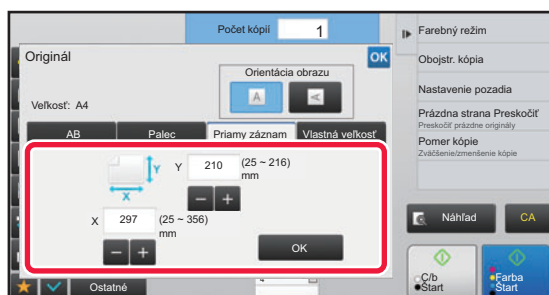 Počet kópií 1
Originál
OK
Orientácia obrazu
A
A
Veľkosť: A4
AB
Palec
Priamy záznam
Vlastná veľkosť
Y
Y 210 (25 ~ 216)
mm
X
X 297 (25 ~ 356)
mm
OK
Ostatné
Farebný režim
Obojstr. kópia
Nastavenie pozadia
Prázdna strana Preskočiť
Preskočiť prázdne originály
Pomer kópie
Zväčšenie/zmenšenie kópie
Náhľad
CA
Č/b
Štart
Farba
Štart